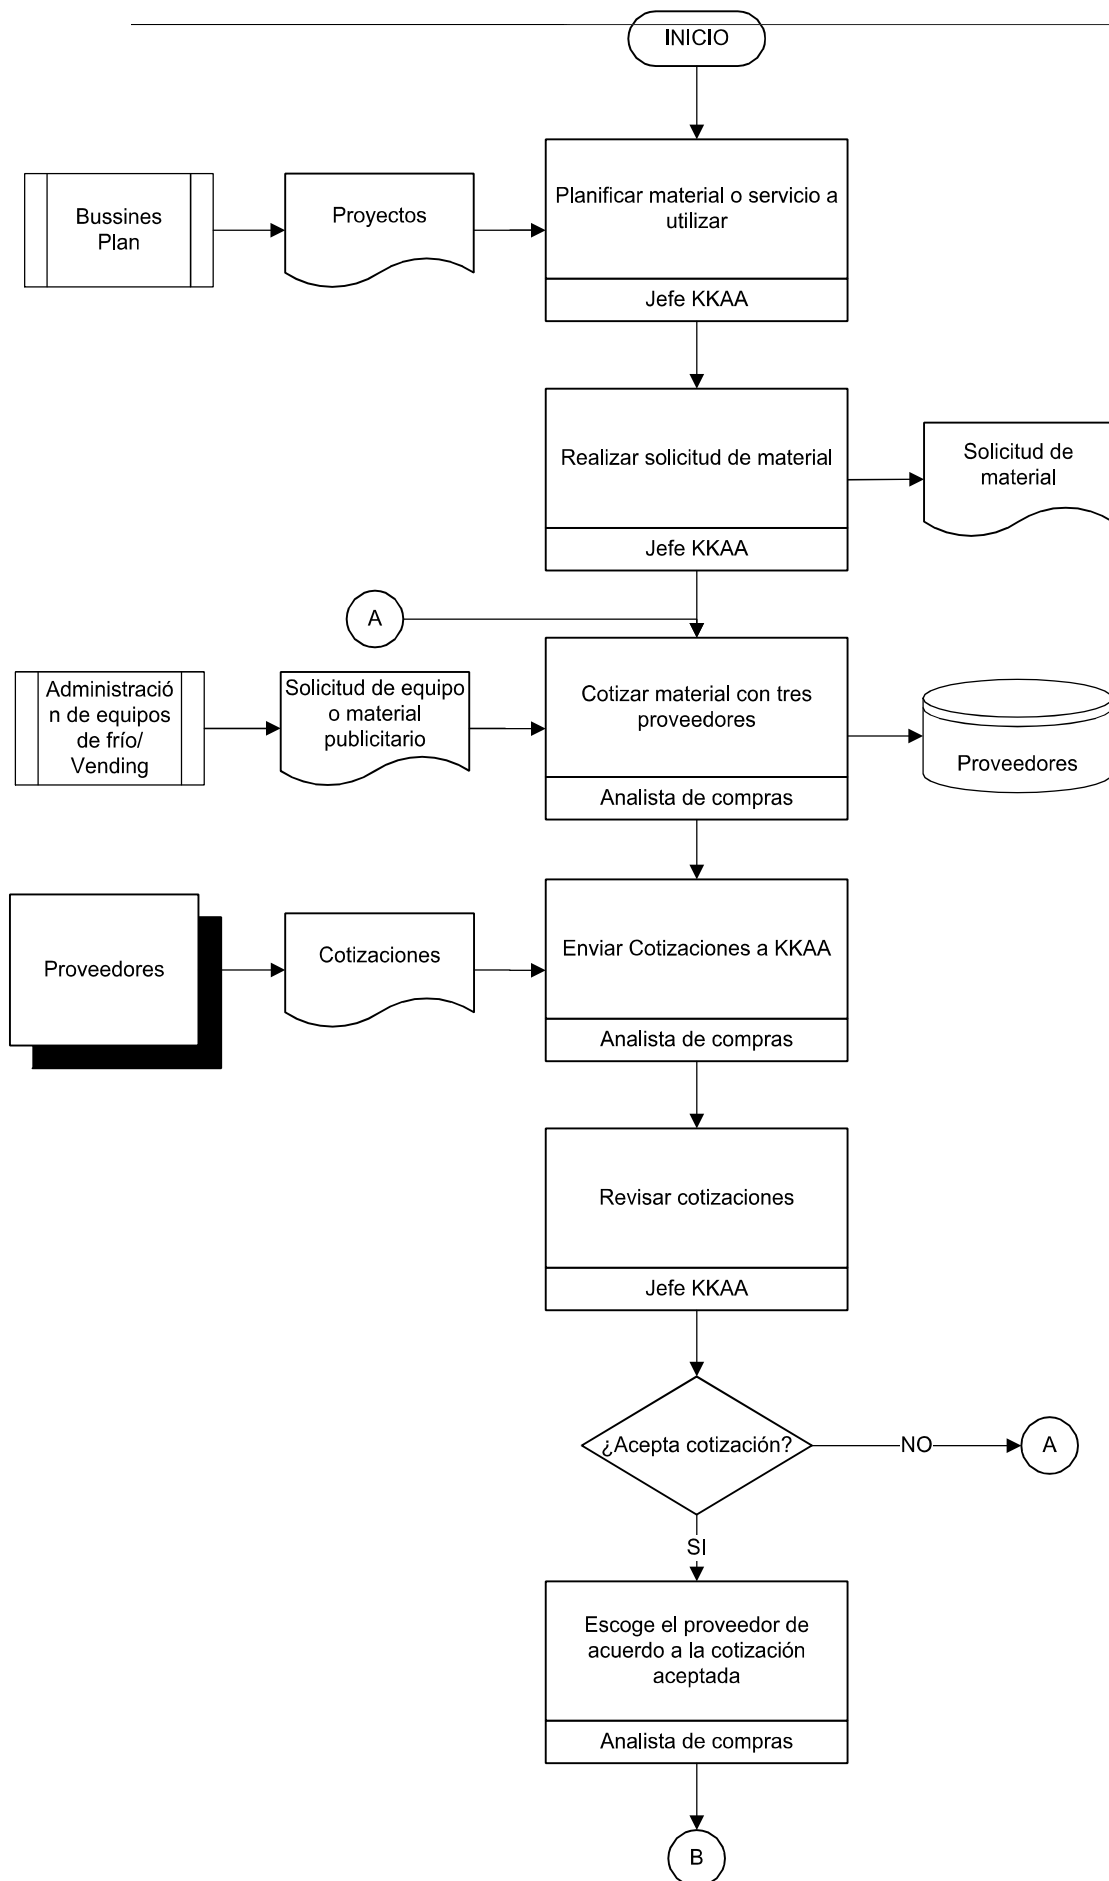 INICIO
Planificar material o servicio a
utilizar
Jefe KKAA
Bussines
Plan
Proyectos
Realizar solicitud de material
Jefe KKAA
Solicitud de
material
A
Administració
n de equipos
de frío/
Vending
Solicitud de equipo
o material
publicitario
Cotizar material con tres
proveedores
Analista de compras
Proveedores
Proveedores
Cotizaciones
Enviar Cotizaciones a KKAA
Analista de compras
Revisar cotizaciones
Jefe KKAA
¿Acepta cotización?
NO
A
SI
Escoge el proveedor de
acuerdo a la cotización
aceptada
Analista de compras
B